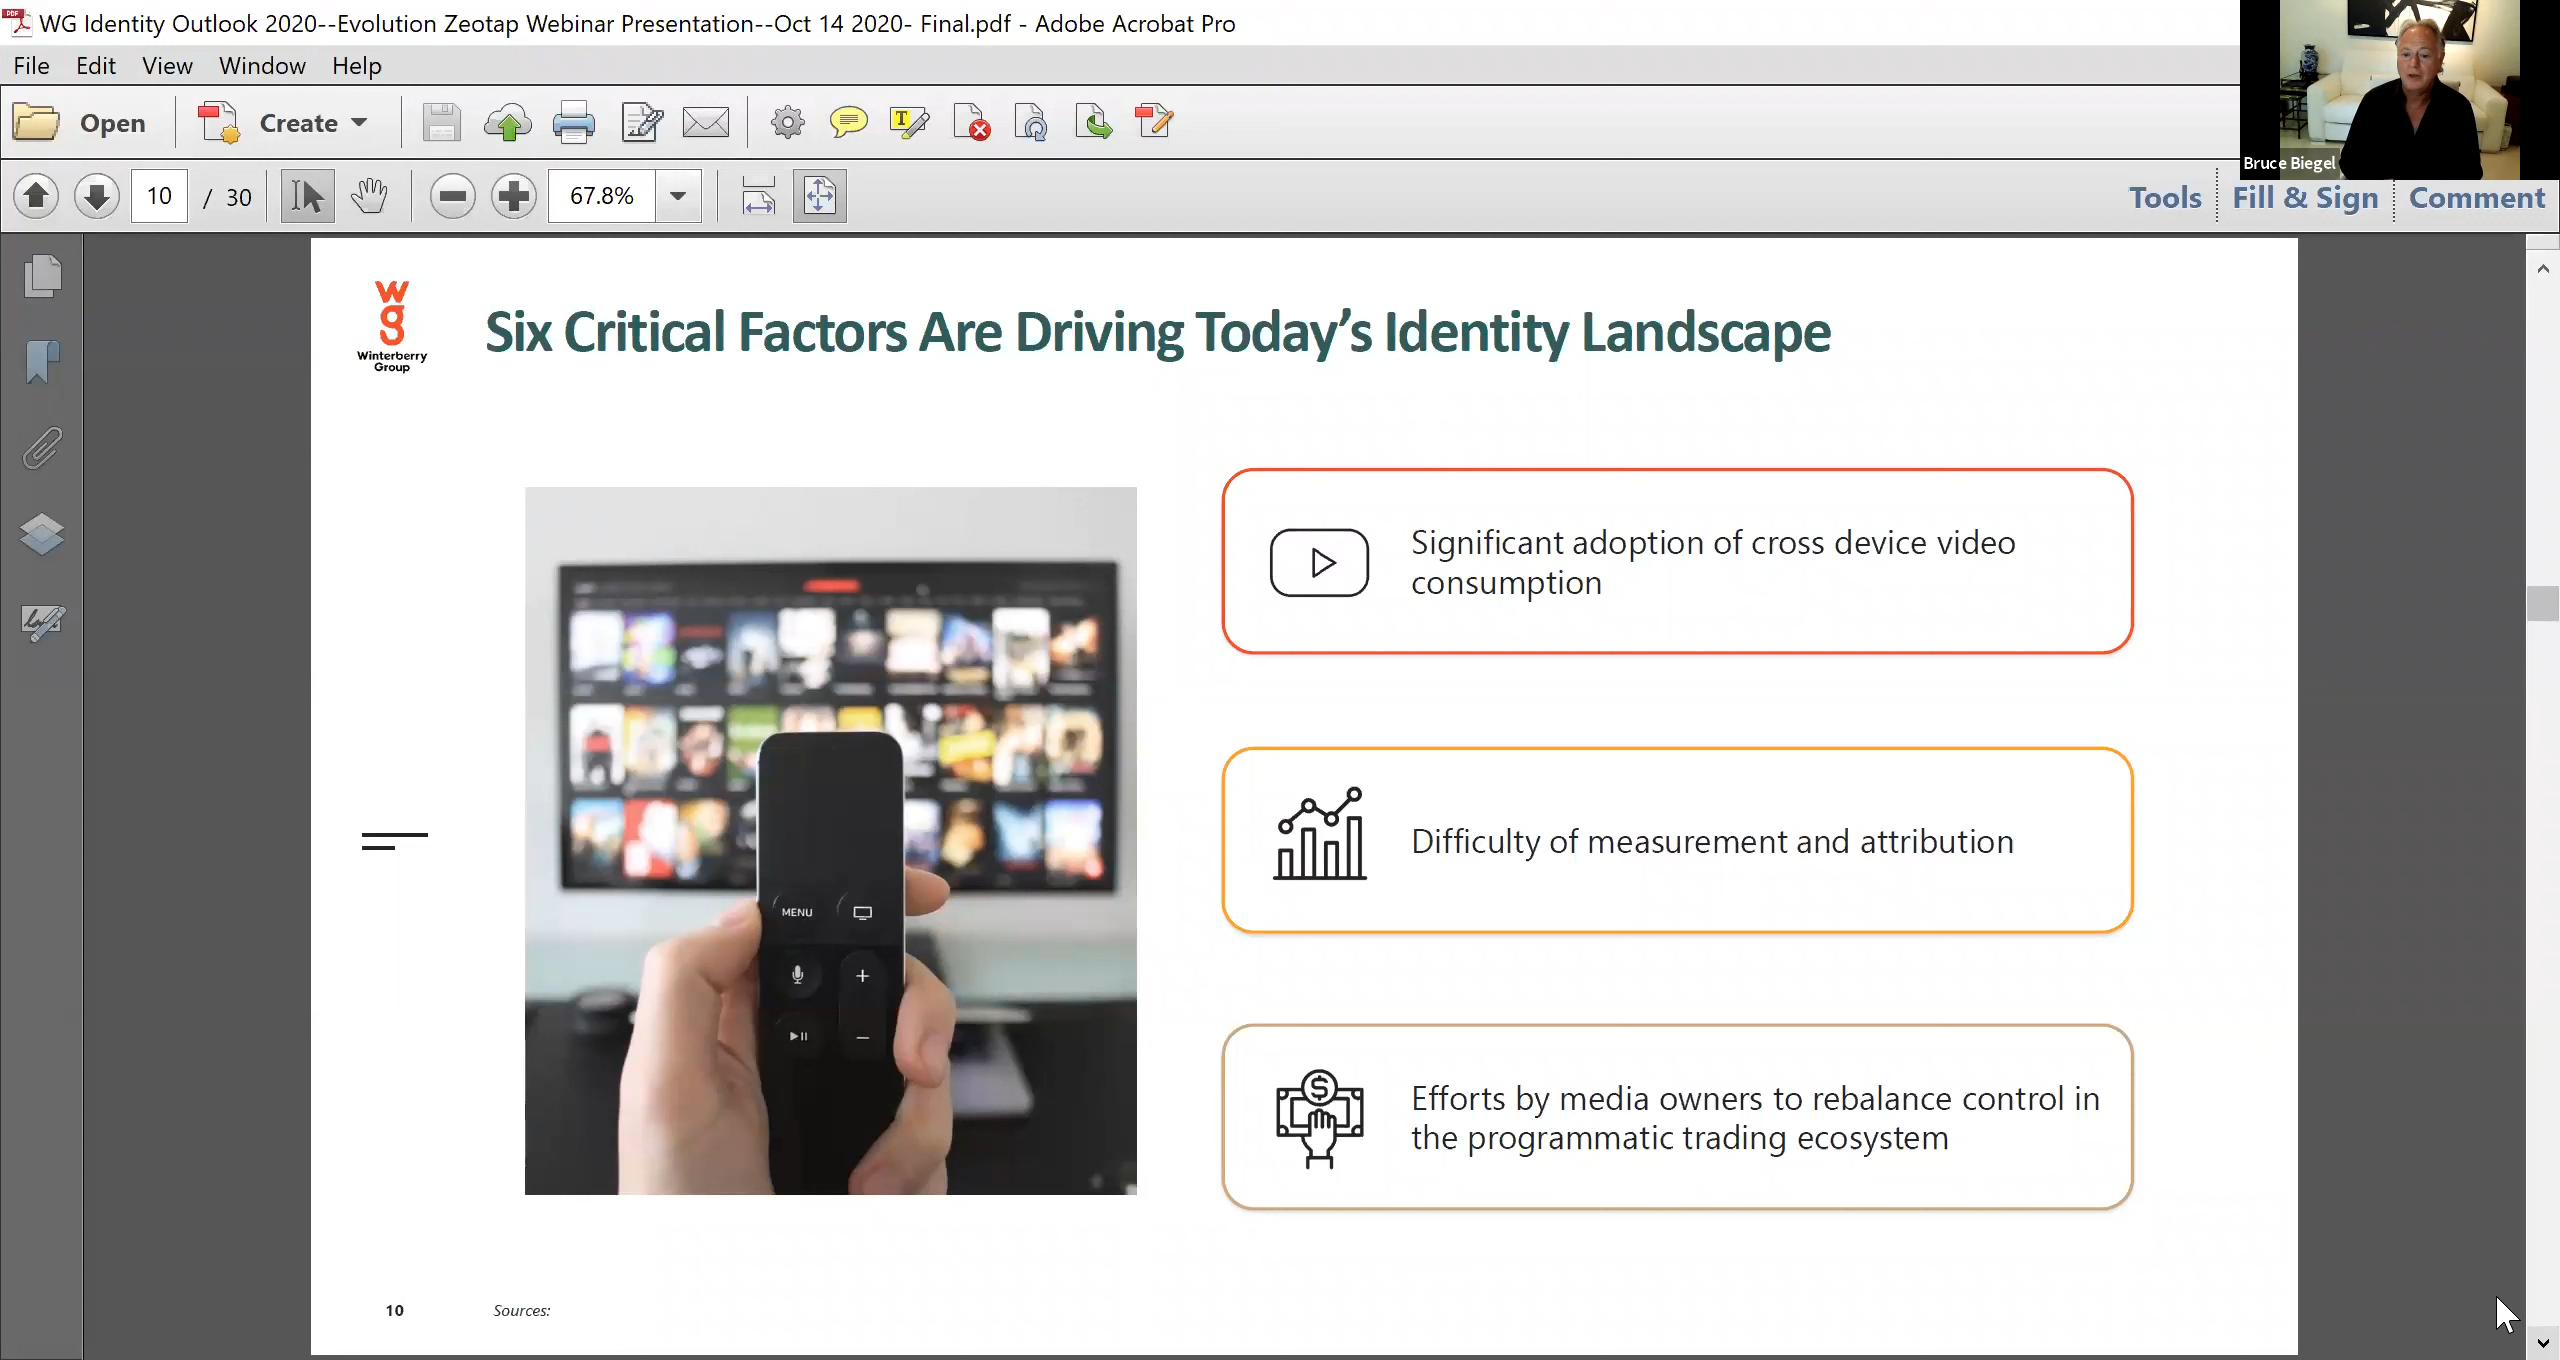 WG Identity Outlook 2020--Evolution Zeotap Webinar Presentation--Oct 14 2020- Final.pdf - Adobe Acrobat Pro
File Edit View Window Help
Open Create
10 / 30 67.8%
Tools Fill & Sign Comment
Bruce Biegel
wg
Winterberry
Group
Six Critical Factors Are Driving Today’s Identity Landscape
MENU
Significant adoption of cross device video
consumption
Difficulty of measurement and attribution
Efforts by media owners to rebalance control in
the programmatic trading ecosystem
10 Sources: